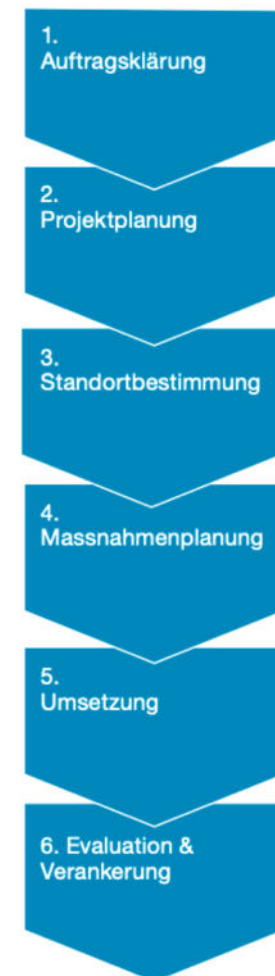 1.
Auftragsklärung
2.
Projektplanung
3.
Standortbestimmung
4.
Massnahmenplanung
5.
Umsetzung
6. Evaluation &
Verankerung